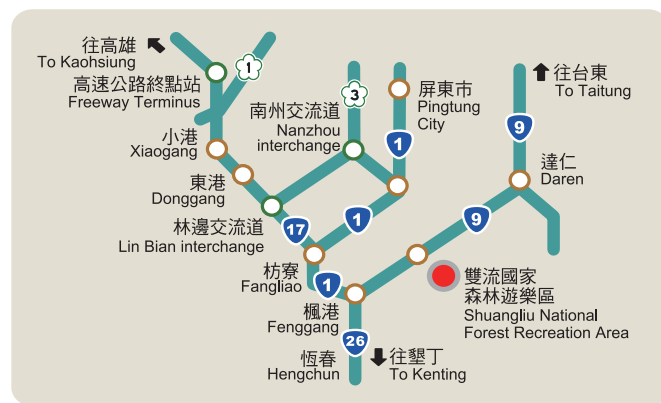 往高雄
To Kaohsiung
1
高速公路終點站
Freeway Terminus
小港
Xiaogang
東港
Donggang
林邊交流道
Lin Bian interchange
17
南州交流道
Nanzhou
interchange
3
屏東市
Pingtung
City
1
1
枋寮
Fangliao
1
楓港
Fenggang
26
恆春
Hengchun
往墾丁
To Kenting
往台東
To Taitung
9
達仁
Daren
9
雙流國家
森林遊樂區
Shuangliu National
Forest Recreation Area